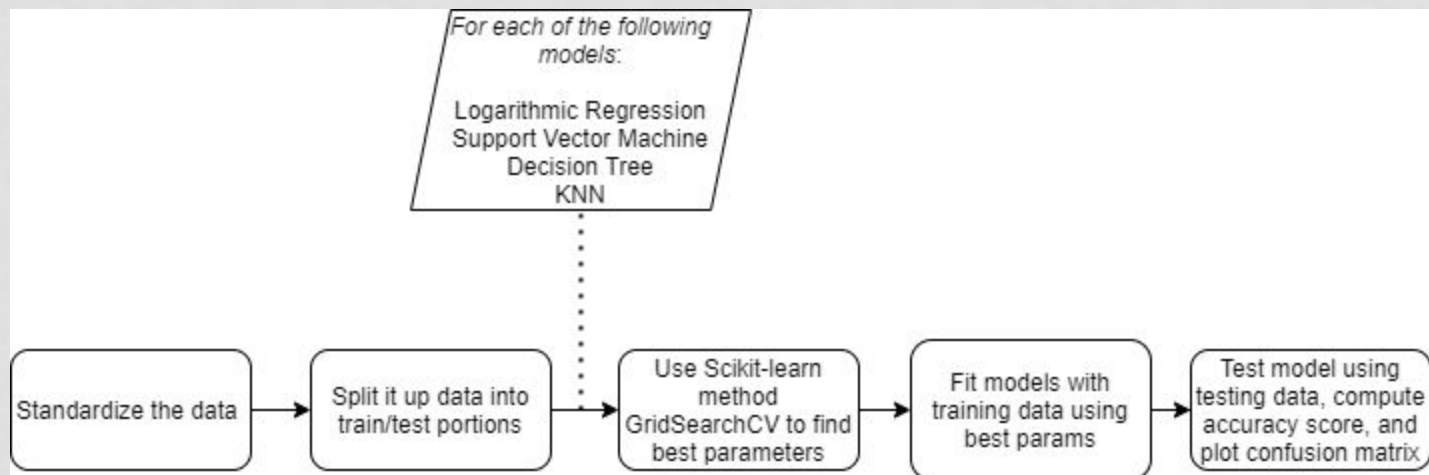 For each of the following
models:
Logarithmic Regression
Support Vector Machine
Decision Tree
KNN
Standardize the data
Split it up data into
train/test portions
Use Scikit-learn
method
GridSearchCV to find
best parameters
Fit models with
training data using
best params
Test model using
testing data, compute
accuracy score, and
plot confusion matrix